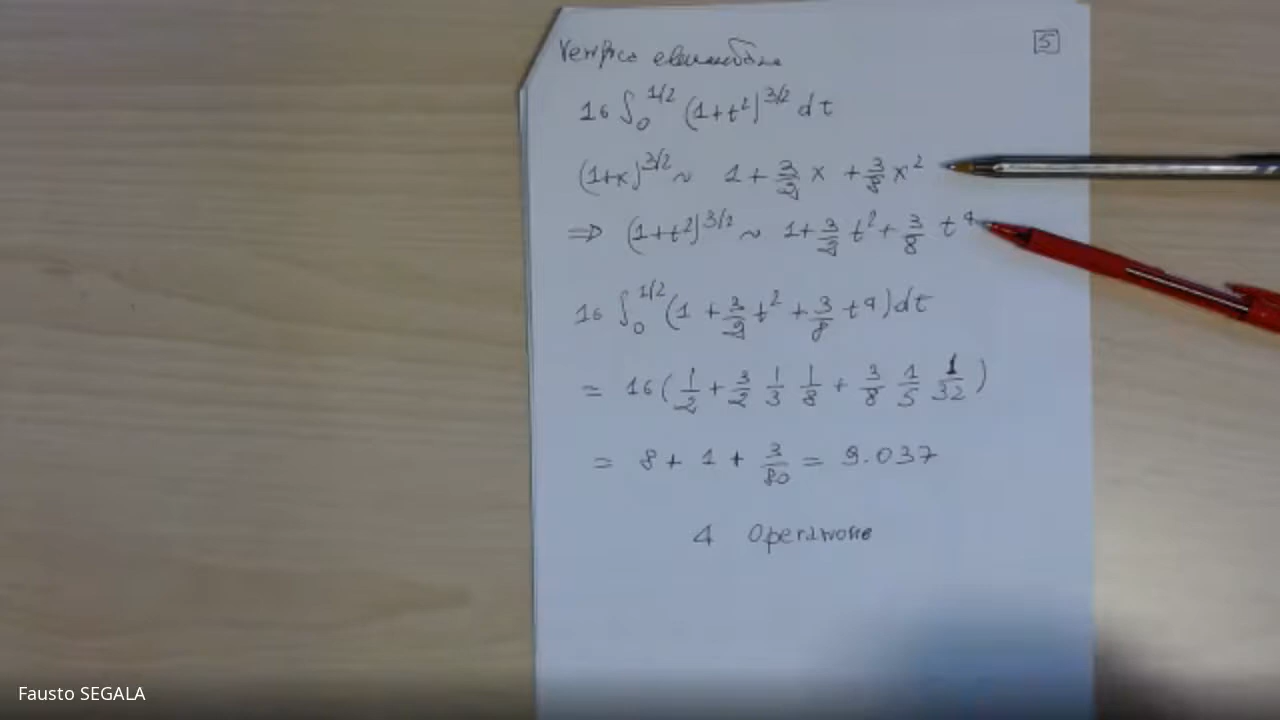 Verifica elementare
5
16 ∫₀^{1/2} (1+t²)^{3/2} dt
(1+x)^{3/2} ~ 1 + 3/2 x + 3/8 x²
⇒ (1+t²)^{3/2} ~ 1 + 3/2 t² + 3/8 t⁴
16 ∫₀^{1/2} (1 + 3/2 t² + 3/8 t⁴) dt
= 16 ( 1/2 + 3/2 1/3 1/8 + 3/8 1/5 1/32 )
= 8 + 1 + 3/80 = 9.037
4 Operazione
Fausto SEGALA